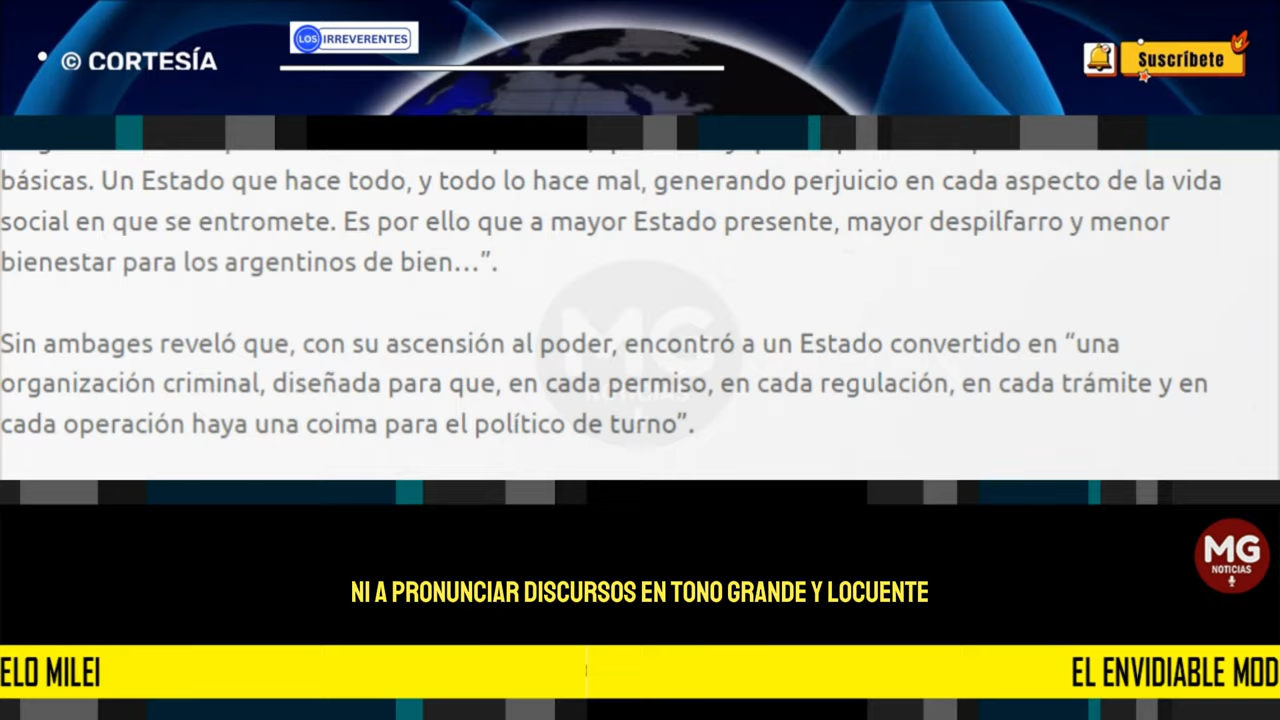 © CORTESÍA
LOS IRREVERENTES
Suscríbete
básicas. Un Estado que hace todo, y todo lo hace mal, generando perjuicio en cada aspecto de la vida
social en que se entromete. Es por ello que a mayor Estado presente, mayor despilfarro y menor
bienestar para los argentinos de bien…”.
Sin ambages reveló que, con su ascensión al poder, encontró a un Estado convertido en “una
organización criminal, diseñada para que, en cada permiso, en cada regulación, en cada trámite y en
cada operación haya una coima para el político de turno”.
MG
NOTICIAS
MG
NOTICIAS
NI A PRONUNCIAR DISCURSOS EN TONO GRANDE Y LOCUENTE
ELO MILEI
EL ENVIDIABLE MOD